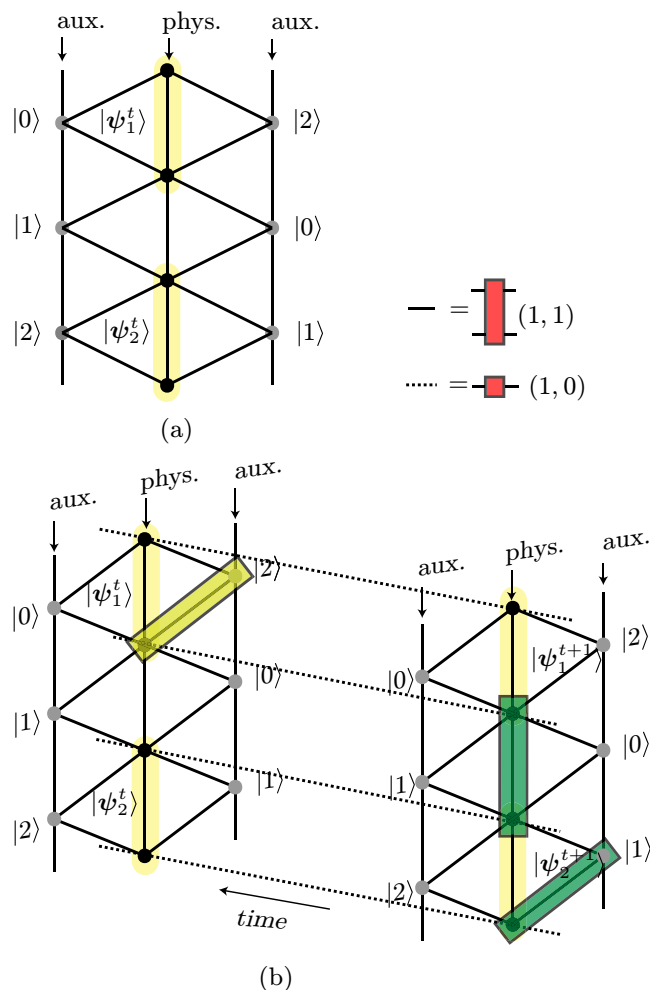 aux. phys. aux.
|0⟩ |ψ₁ᵗ⟩ |2⟩
|1⟩ |0⟩
|2⟩ |ψ₂ᵗ⟩ |1⟩
(a)
= (1, 1)
= (1, 0)
aux. phys. aux.
|0⟩ |ψ₁ᵗ⟩ |2⟩
|1⟩ |0⟩
|2⟩ |ψ₂ᵗ⟩ |1⟩
time
aux. phys. aux.
|0⟩ |ψ₁ᵗ⁺¹⟩ |2⟩
|1⟩ |0⟩
|2⟩ |ψ₂ᵗ⁺¹⟩ |1⟩
(b)